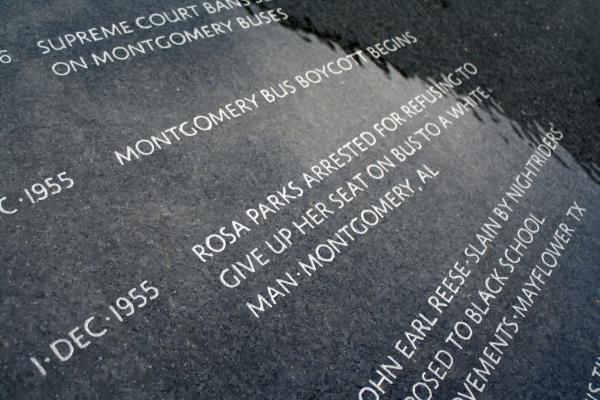 6
SUPREME COURT BANS
ON MONTGOMERY BUSES
C·1955
MONTGOMERY BUS BOYCOTT BEGINS
1·DEC·1955
ROSA PARKS ARRESTED FOR REFUSING TO
GIVE UP HER SEAT ON BUS TO A WHITE
MAN·MONTGOMERY, AL
OHN EARL REESE·SLAIN BY NIGHTRIDERS
POSED TO BLACK SCHOOL
OVEMENTS·MAYFLOWER TX